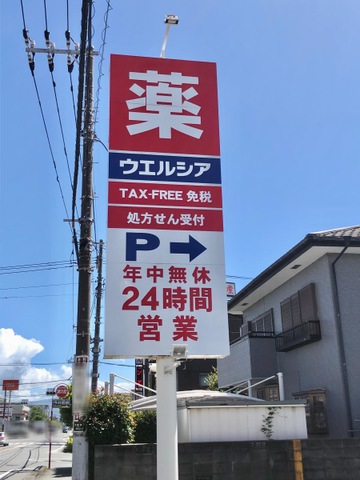 薬
ウエルシア
TAX-FREE 免税
処方せん受付
P →
年中無休
24時間
営業